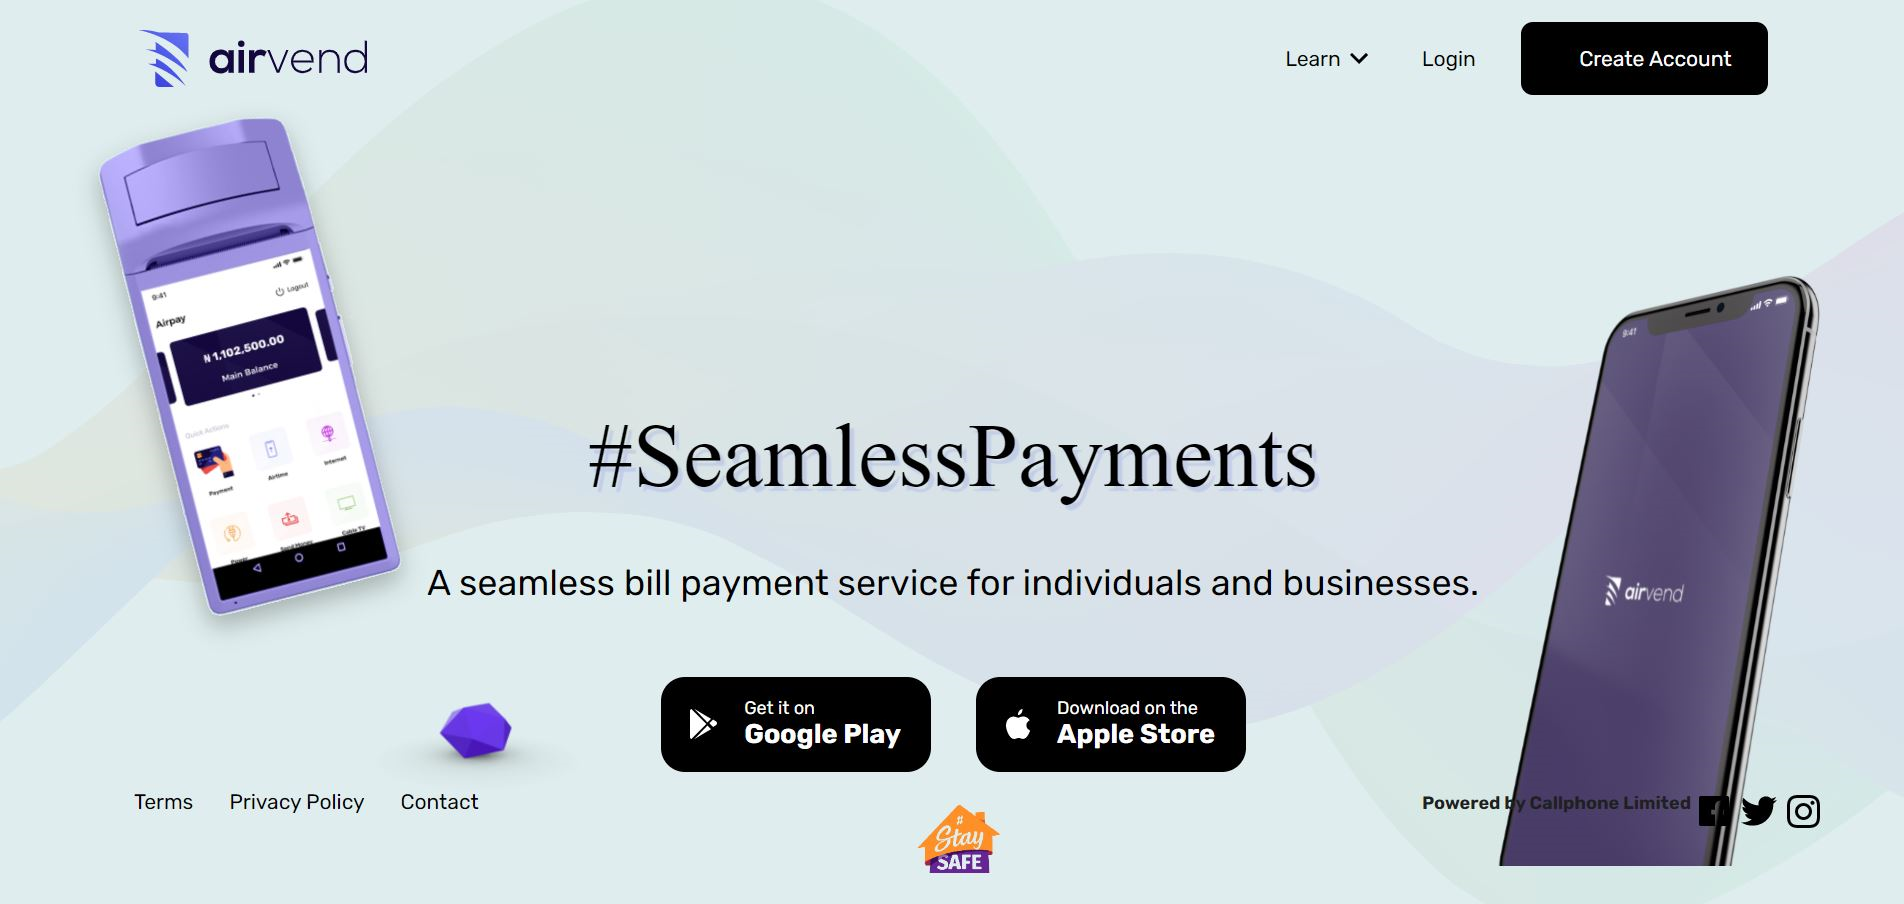 airvend
Learn
Login
Create Account
9:41
Logout
Airpay
₦ 1,102,500.00
Main Balance
Quick Actions
Payment
Airtime
Internet
Power
Send Money
Cable TV
#SeamlessPayments
A seamless bill payment service for individuals and businesses.
9:41
airvend
Get it on
Google Play
Download on the
Apple Store
Terms
Privacy Policy
Contact
Powered by Callphone Limited
#
Stay
SAFE